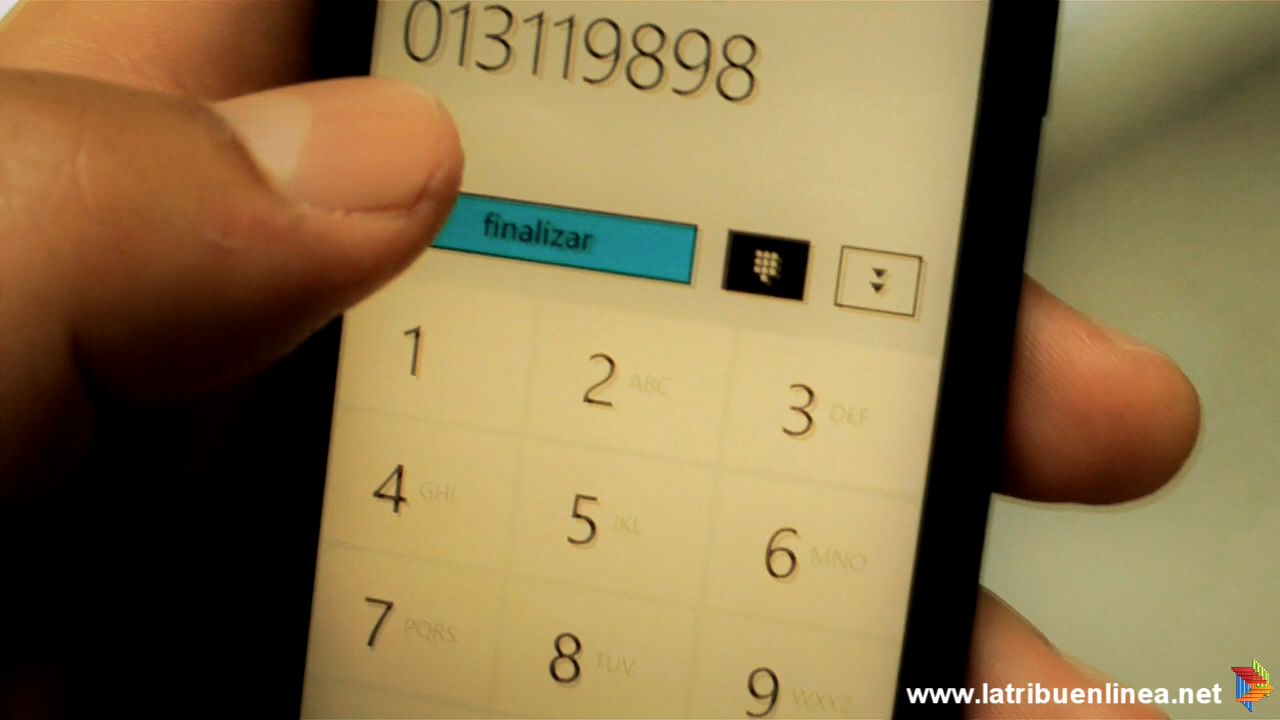 013119898
finalizar
1
2 ABC
3 DEF
4 GHI
5 JKL
6 MNO
7 PQRS
8 TUV
9 WXYZ
www.latribuenlinea.net